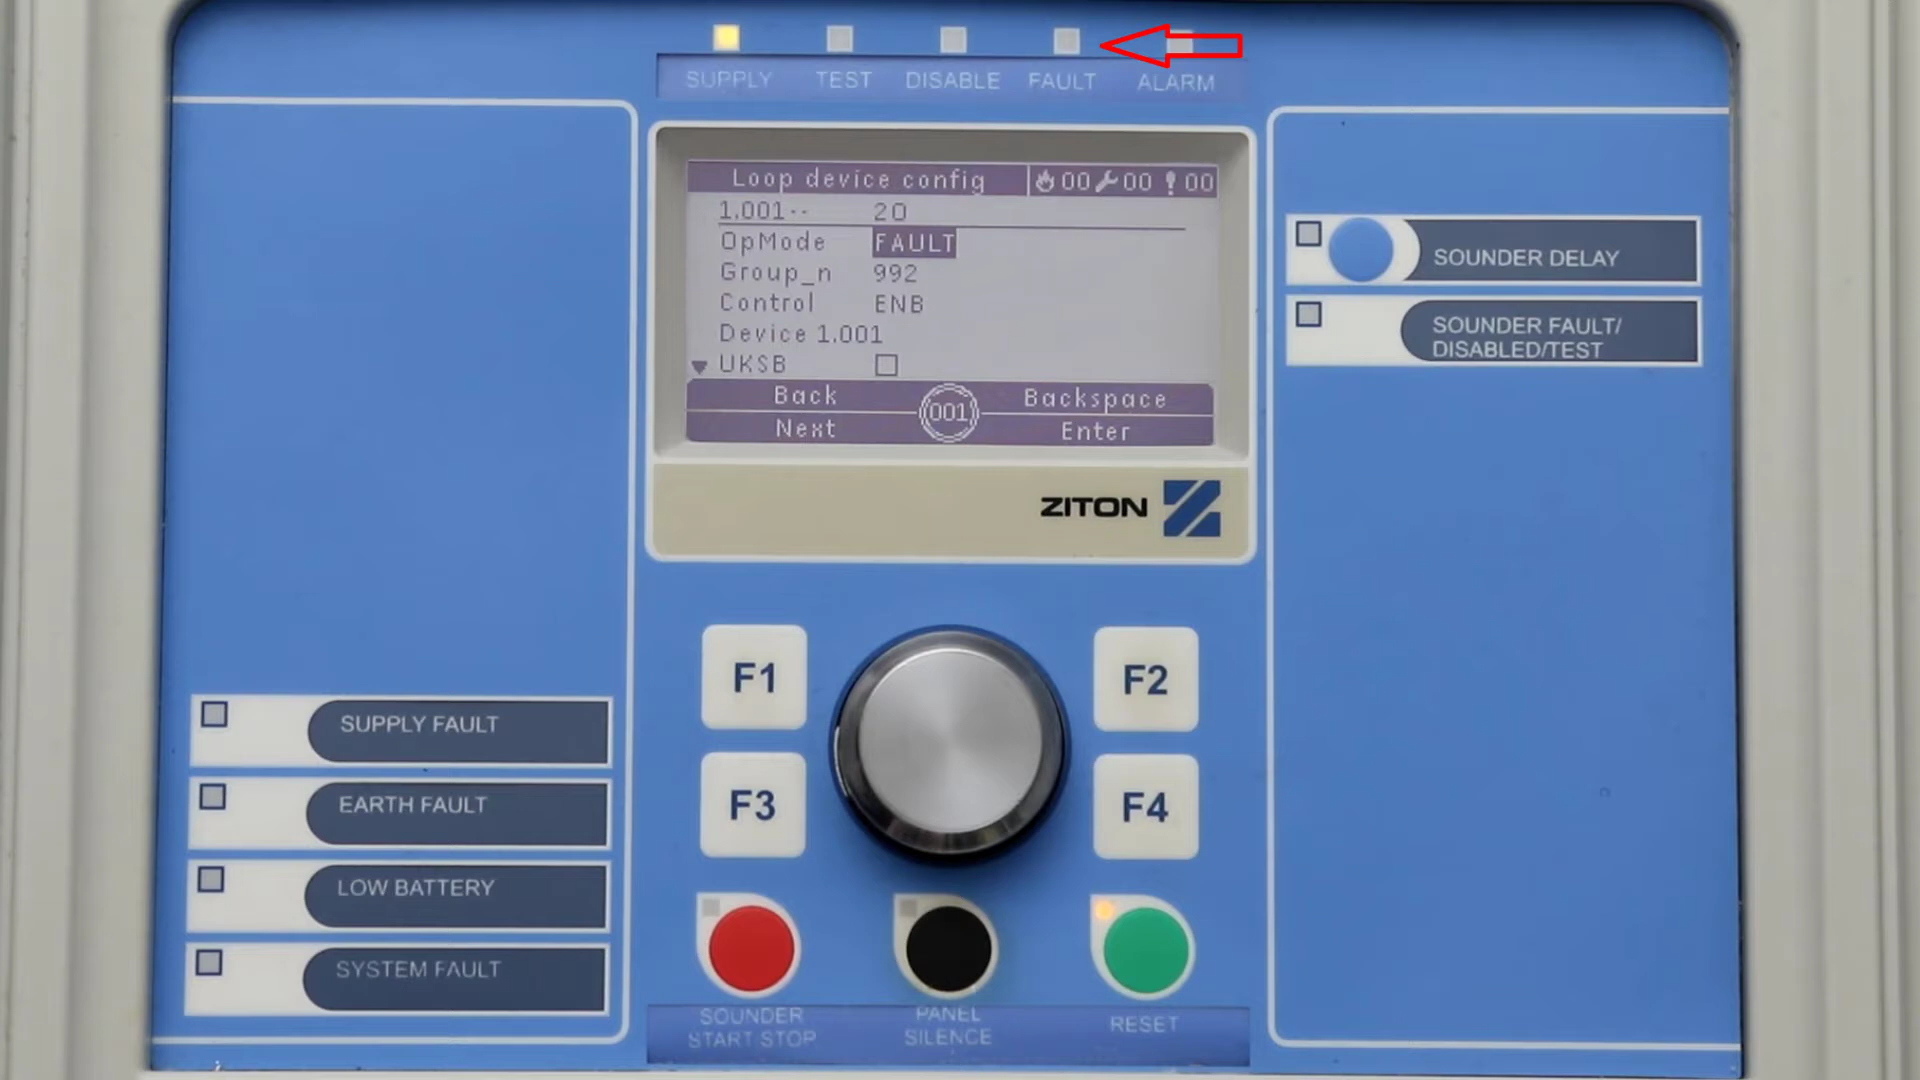 SUPPLY TEST DISABLE FAULT ALARM
Loop device config 00 00 00
1.001-- 2O
OpMode FAULT
Group_n 992
Control ENB
Device 1.001
UKSB
Back Backspace
001
Next Enter
ZITON
SOUNDER DELAY
SOUNDER FAULT/
DISABLED/TEST
F1 F2
F3 F4
SUPPLY FAULT
EARTH FAULT
LOW BATTERY
SYSTEM FAULT
SOUNDER
START STOP
PANEL
SILENCE
RESET